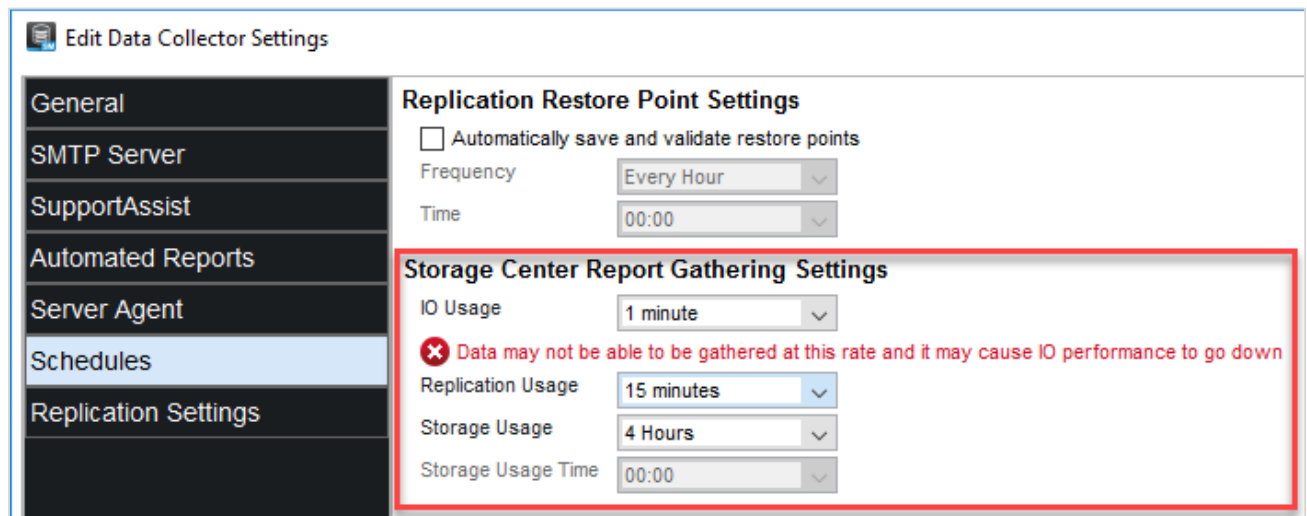 Edit Data Collector Settings
General
SMTP Server
SupportAssist
Automated Reports
Server Agent
Schedules
Replication Settings
Replication Restore Point Settings
Automatically save and validate restore points
Frequency Every Hour
Time 00:00
Storage Center Report Gathering Settings
IO Usage 1 minute
Data may not be able to be gathered at this rate and it may cause IO performance to go down
Replication Usage 15 minutes
Storage Usage 4 Hours
Storage Usage Time 00:00